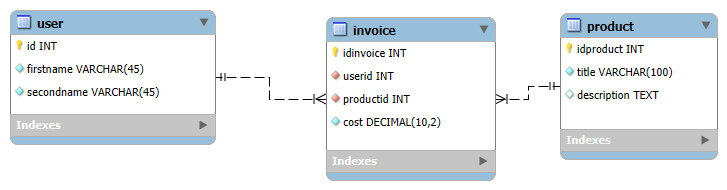 user
id INT
firstname VARCHAR(45)
secondname VARCHAR(45)
Indexes
invoice
idinvoice INT
userid INT
productid INT
cost DECIMAL(10,2)
Indexes
product
idproduct INT
title VARCHAR(100)
description TEXT
Indexes